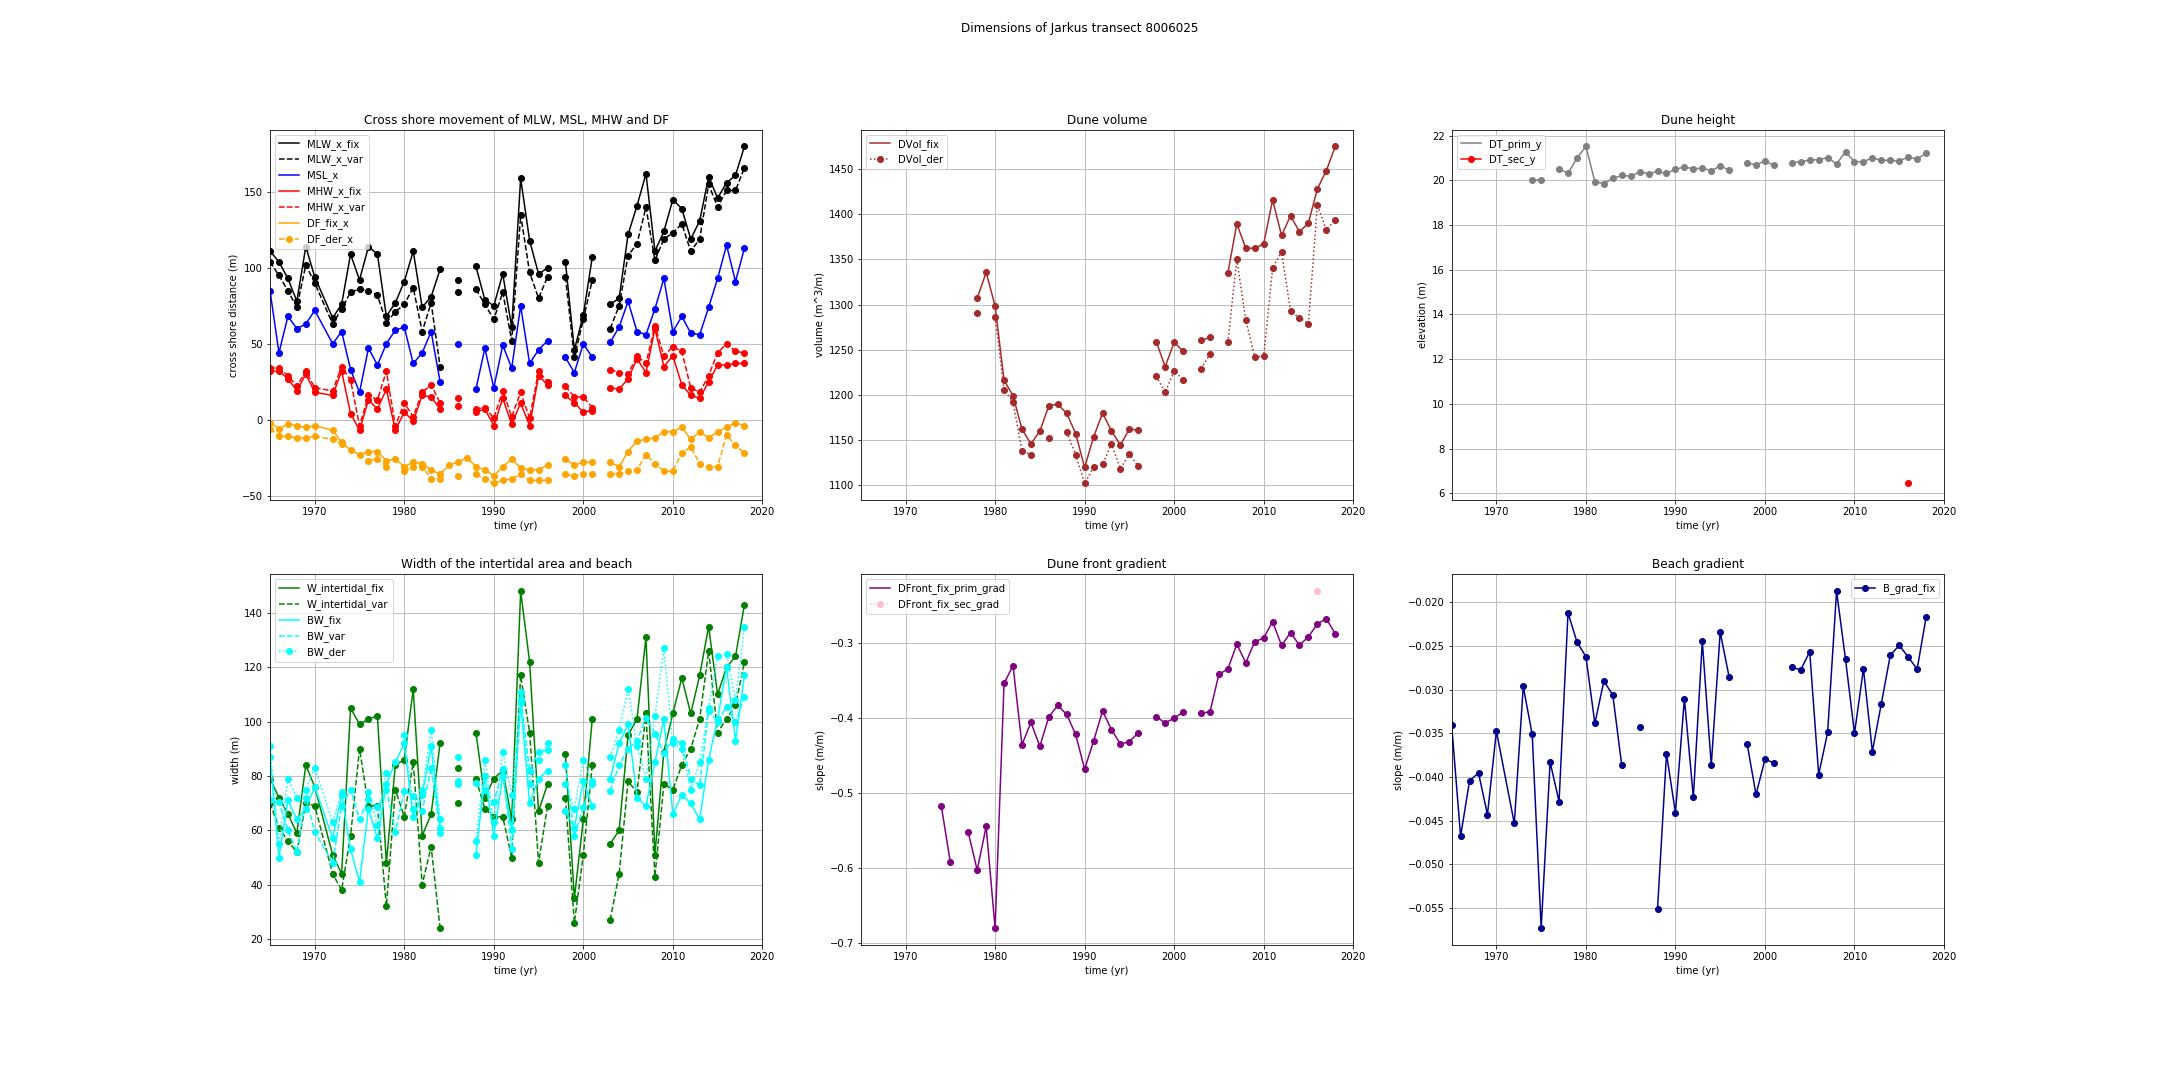 Dimensions of Jarkus transect 8006025
Cross shore movement of MLW, MSL, MHW and DF
MLW_x_fix
MLW_x_var
MSL_x
MHW_x_fix
MHW_x_var
DF_fix_x
DF_der_x
150
100
50
0
−50
cross shore distance (m)
1970 1980 1990 2000 2010 2020
time (yr)
Dune volume
DVol_fix
DVol_der
1450
1400
1350
1300
1250
1200
1150
1100
volume (m^3/m)
1970 1980 1990 2000 2010 2020
time (yr)
Dune height
DT_prim_y
DT_sec_y
22
20
18
16
14
12
10
8
6
elevation (m)
1970 1980 1990 2000 2010 2020
time (yr)
Width of the intertidal area and beach
W_intertidal_fix
W_intertidal_var
BW_fix
BW_var
BW_der
140
120
100
80
60
40
20
width (m)
1970 1980 1990 2000 2010 2020
time (yr)
Dune front gradient
DFront_fix_prim_grad
DFront_fix_sec_grad
−0.3
−0.4
−0.5
−0.6
−0.7
slope (m/m)
1970 1980 1990 2000 2010 2020
time (yr)
Beach gradient
B_grad_fix
−0.020
−0.025
−0.030
−0.035
−0.040
−0.045
−0.050
−0.055
slope (m/m)
1970 1980 1990 2000 2010 2020
time (yr)